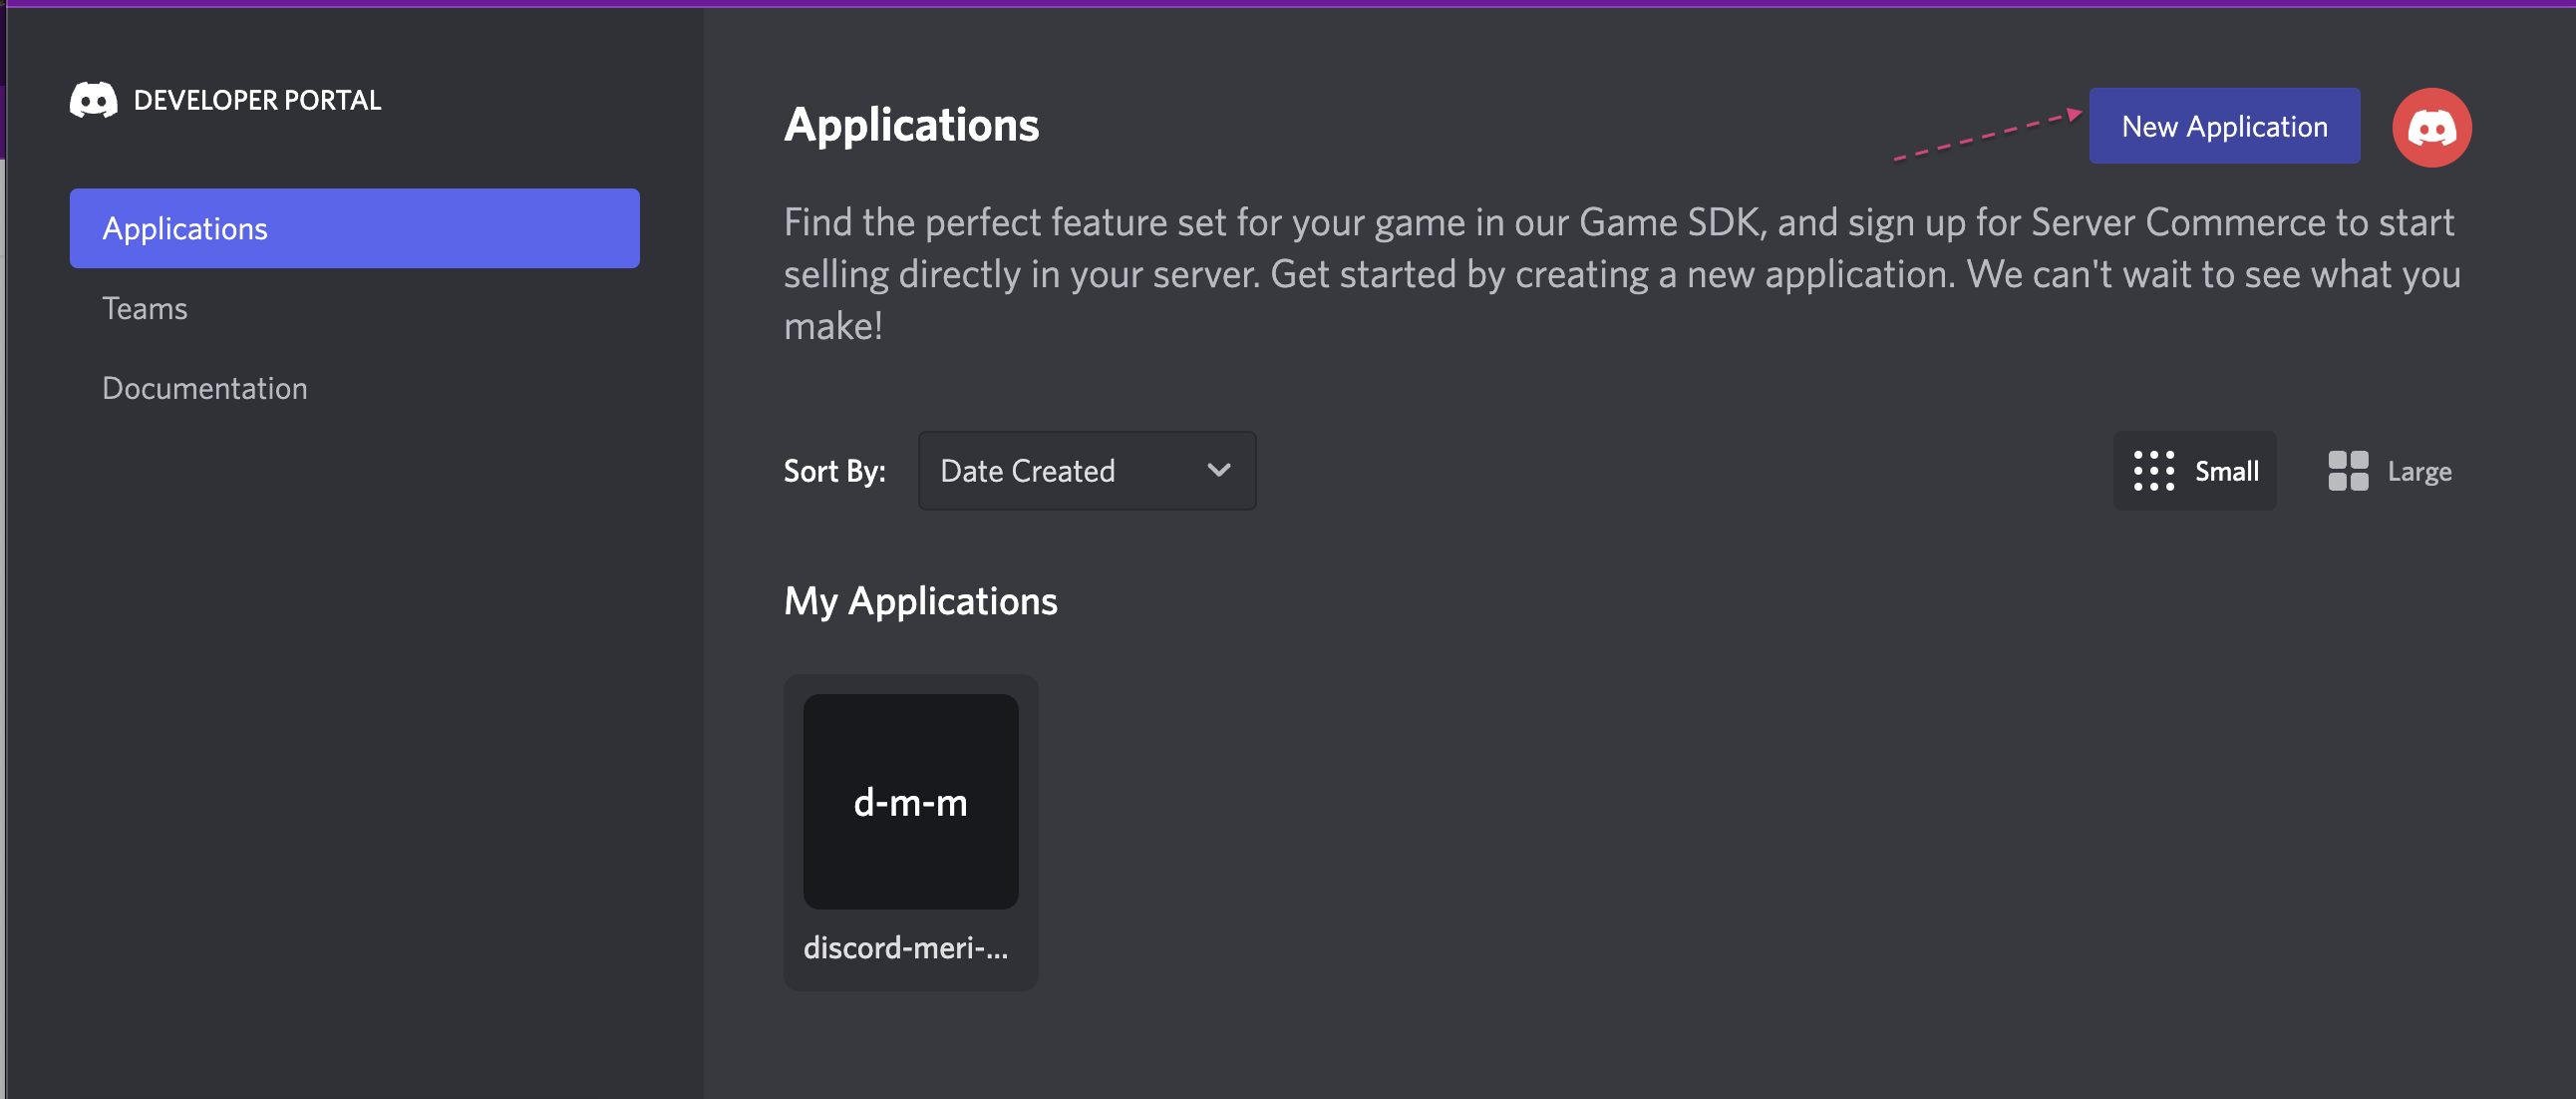 DEVELOPER PORTAL
Applications
Teams
Documentation
Applications
New Application
Find the perfect feature set for your game in our Game SDK, and sign up for Server Commerce to start
selling directly in your server. Get started by creating a new application. We can't wait to see what you
make!
Sort By:
Date Created
Small
Large
My Applications
d-m-m
discord-meri-...